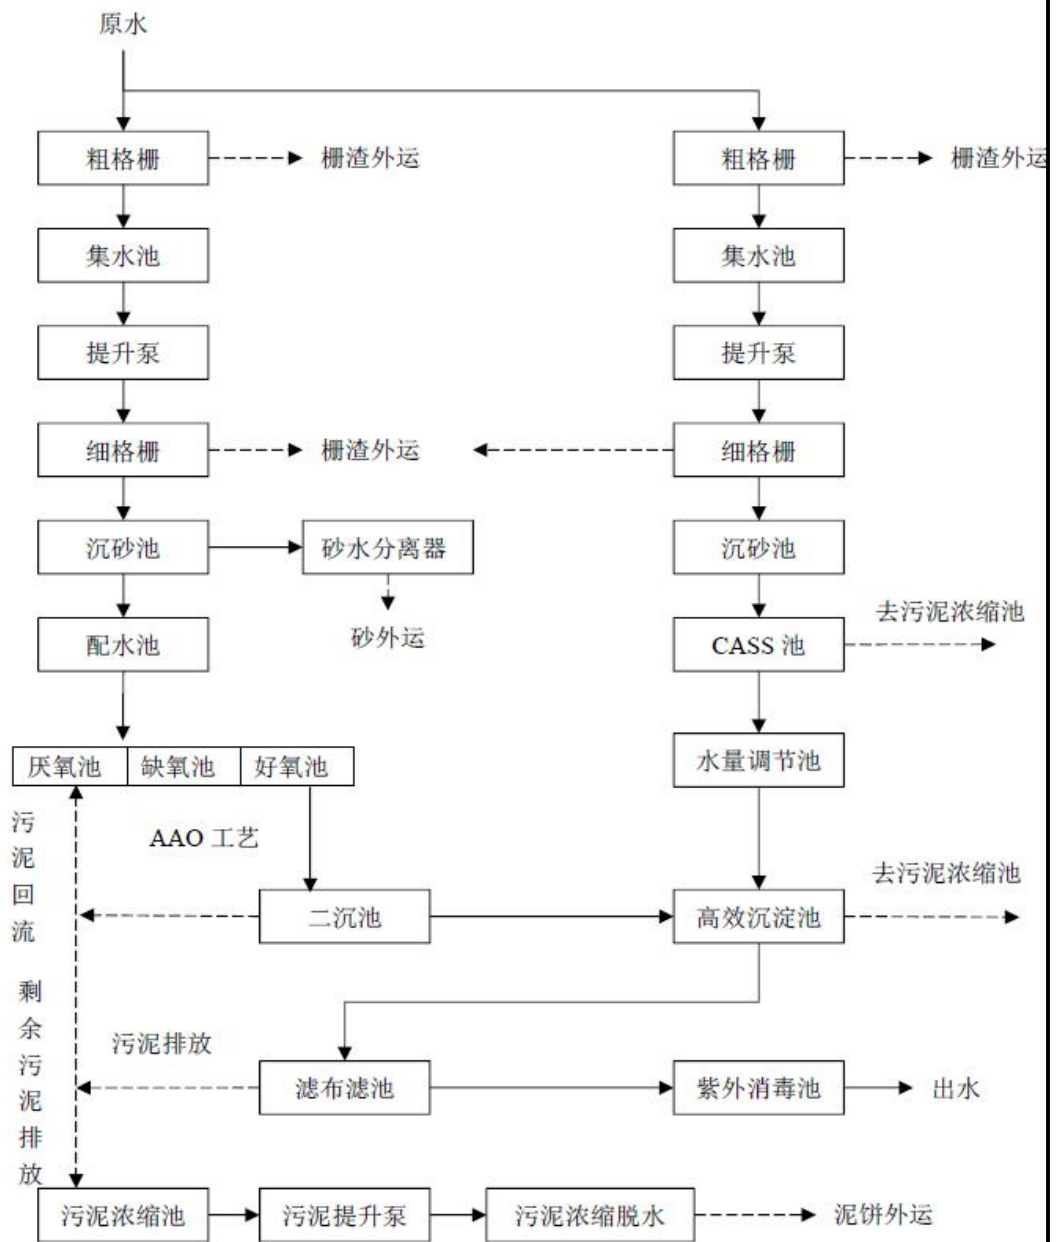 原水
粗格栅
栅渣外运
粗格栅
栅渣外运
集水池
集水池
提升泵
提升泵
细格栅
栅渣外运
细格栅
沉砂池
砂水分离器
沉砂池
砂外运
去污泥浓缩池
配水池
CASS 池
厌氧池
缺氧池
好氧池
水量调节池
AAO 工艺
污泥回流
去污泥浓缩池
二沉池
高效沉淀池
剩余污泥排放
污泥排放
滤布滤池
紫外消毒池
出水
污泥浓缩池
污泥提升泵
污泥浓缩脱水
泥饼外运